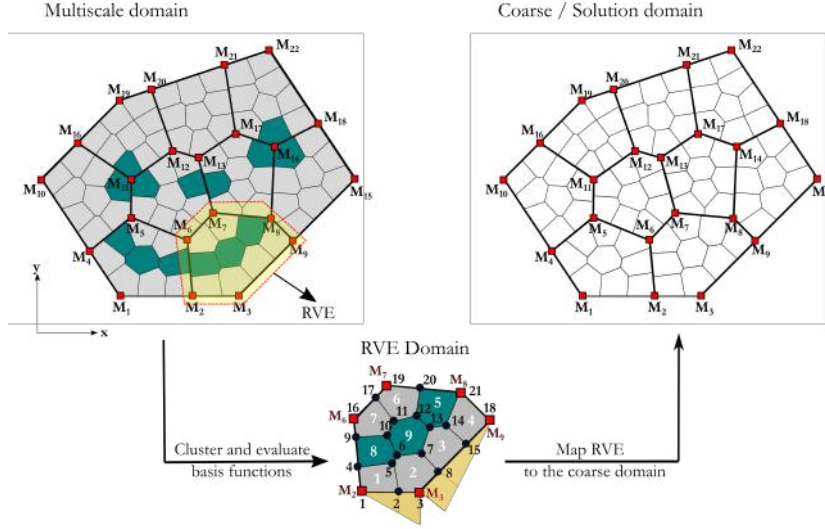 Multiscale domain
Coarse / Solution domain
M22
M21
M20
M19
M18
M17
M16
M15
M14
M13
M12
M11
M10
M9
M8
M7
M6
M5
M4
M3
M2
M1
y
x
RVE
M22
M21
M20
M19
M18
M17
M16
M14
M13
M12
M11
M10
M9
M8
M7
M6
M5
M4
M3
M2
M1
RVE Domain
M7
19
20
M8
21
17
6
5
16
M6
7
11
12
13
14
4
18
M9
9
10
9
8
6
3
15
7
4
5
8
1
2
M2
M3
1
2
3
Cluster and evaluate
basis functions
Map RVE
to the coarse domain